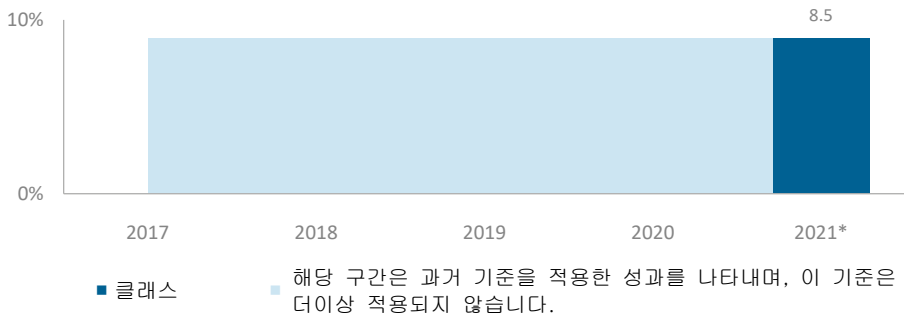 10%
8.5
0%
2017 2018 2019 2020 2021*
클래스
해당 구간은 과거 기준을 적용한 성과를 나타내며, 이 기준은
더이상 적용되지 않습니다.